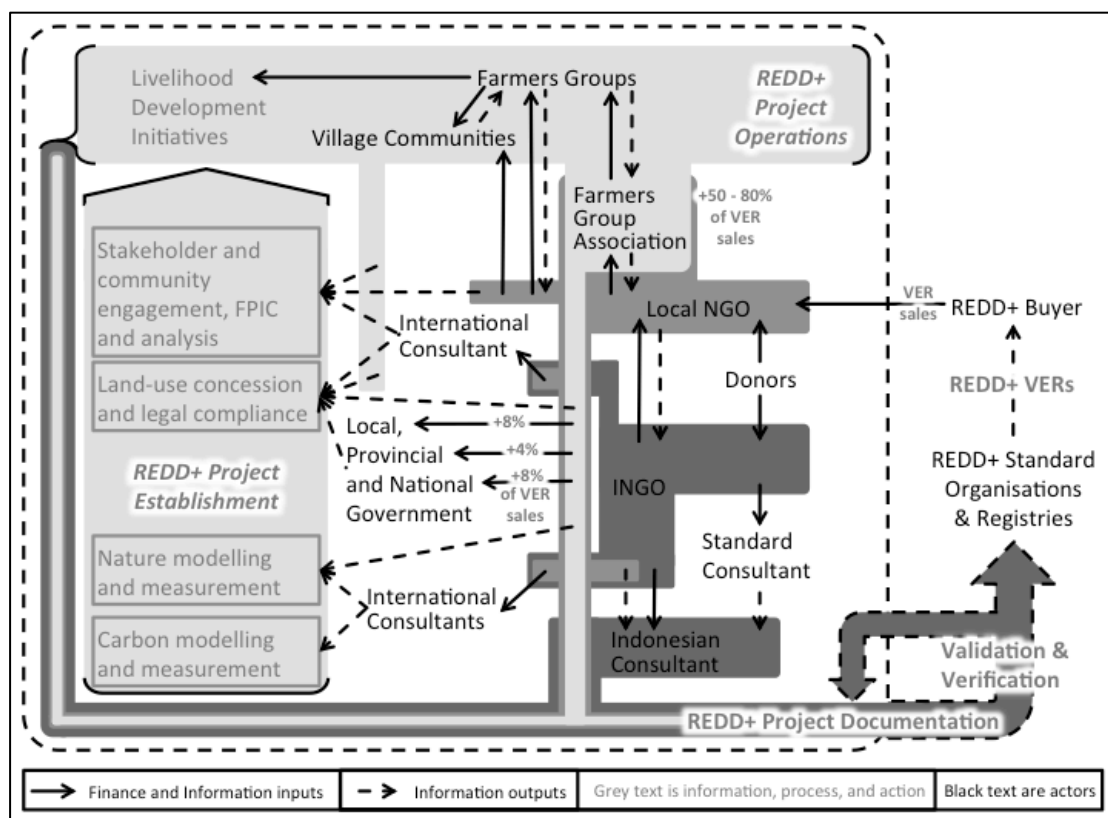 Livelihood
Development
Initiatives
Farmers Groups
Village Communities
REDD+
Project
Operations
Farmers
Group
Association
+50 - 80%
of VER
sales
Stakeholder and
community
engagement, FPIC
and analysis
Land-use concession
and legal compliance
REDD+ Project
Establishment
Nature modelling
and measurement
Carbon modelling
and measurement
International
Consultant
Local NGO
VER
sales
REDD+ Buyer
Donors
REDD+ VERs
Local,
Provincial
and National
Government
+8%
+4%
+8%
of VER
sales
INGO
REDD+ Standard
Organisations
& Registries
Standard
Consultant
International
Consultants
Indonesian
Consultant
Validation &
Verification
REDD+ Project Documentation
Finance and Information inputs
Information outputs
Grey text is information, process, and action
Black text are actors